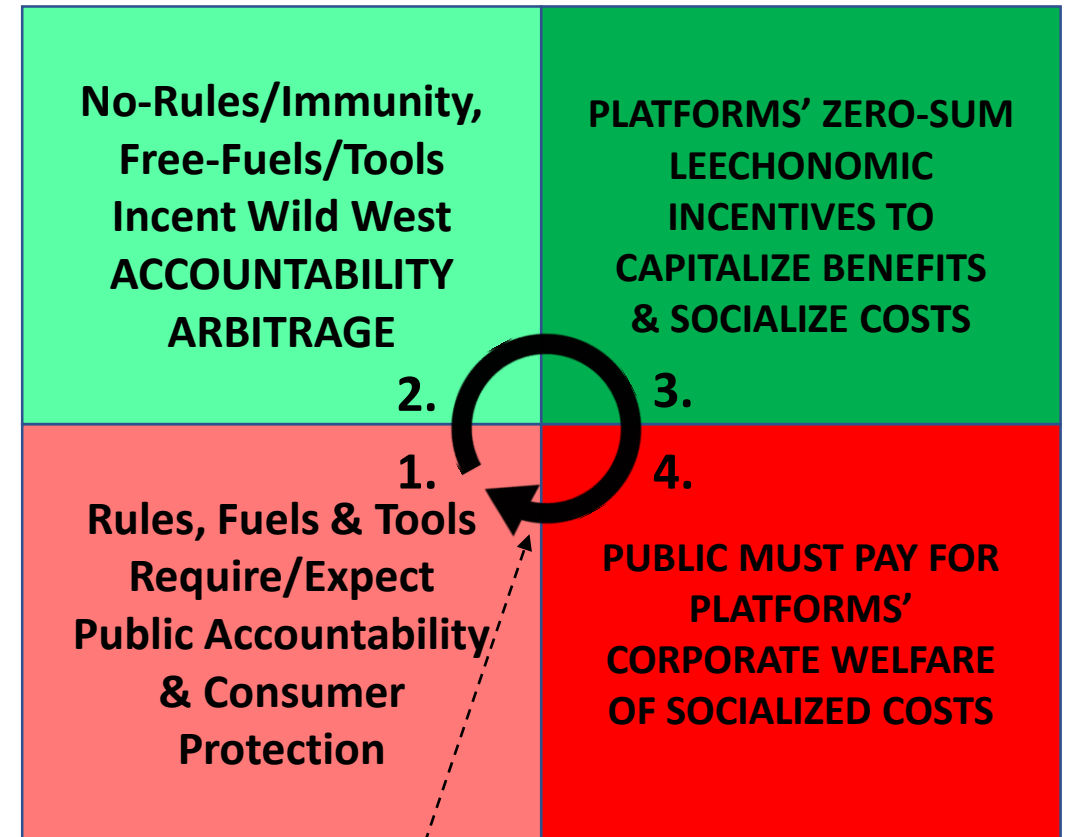 No-Rules/Immunity,
Free-Fuels/Tools
Incent Wild West
ACCOUNTABILITY
ARBITRAGE
2.
PLATFORMS’ ZERO-SUM
LEECHONOMIC
INCENTIVES TO
CAPITALIZE BENEFITS
& SOCIALIZE COSTS
3.
1.
Rules, Fuels & Tools
Require/Expect
Public Accountability
& Consumer
Protection
4.
PUBLIC MUST PAY FOR
PLATFORMS’
CORPORATE WELFARE
OF SOCIALIZED COSTS